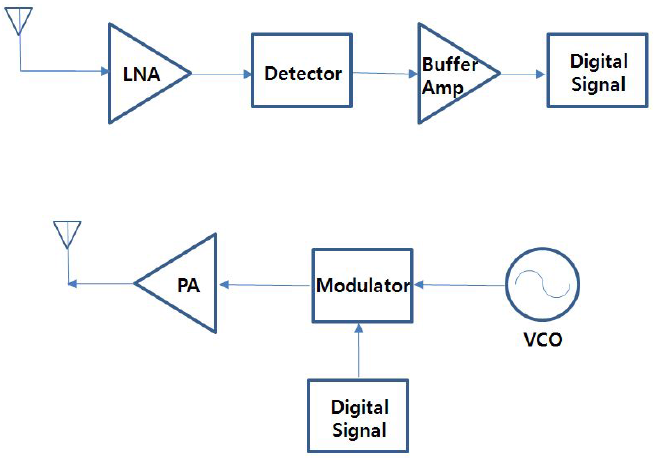 LNA
Detector
Buffer
Amp
Digital
Signal
PA
Modulator
VCO
Digital
Signal